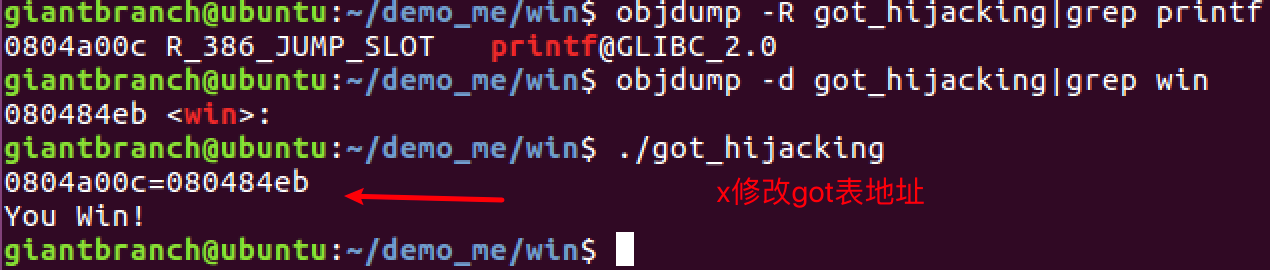 giantbranch@ubuntu:~/demo_me/win$ objdump -R got_hijacking|grep printf
0804a00c R_386_JUMP_SLOT   printf@GLIBC_2.0
giantbranch@ubuntu:~/demo_me/win$ objdump -d got_hijacking|grep win
080484eb <win>:
giantbranch@ubuntu:~/demo_me/win$ ./got_hijacking
0804a00c=080484eb
x修改got表地址
You Win!
giantbranch@ubuntu:~/demo_me/win$